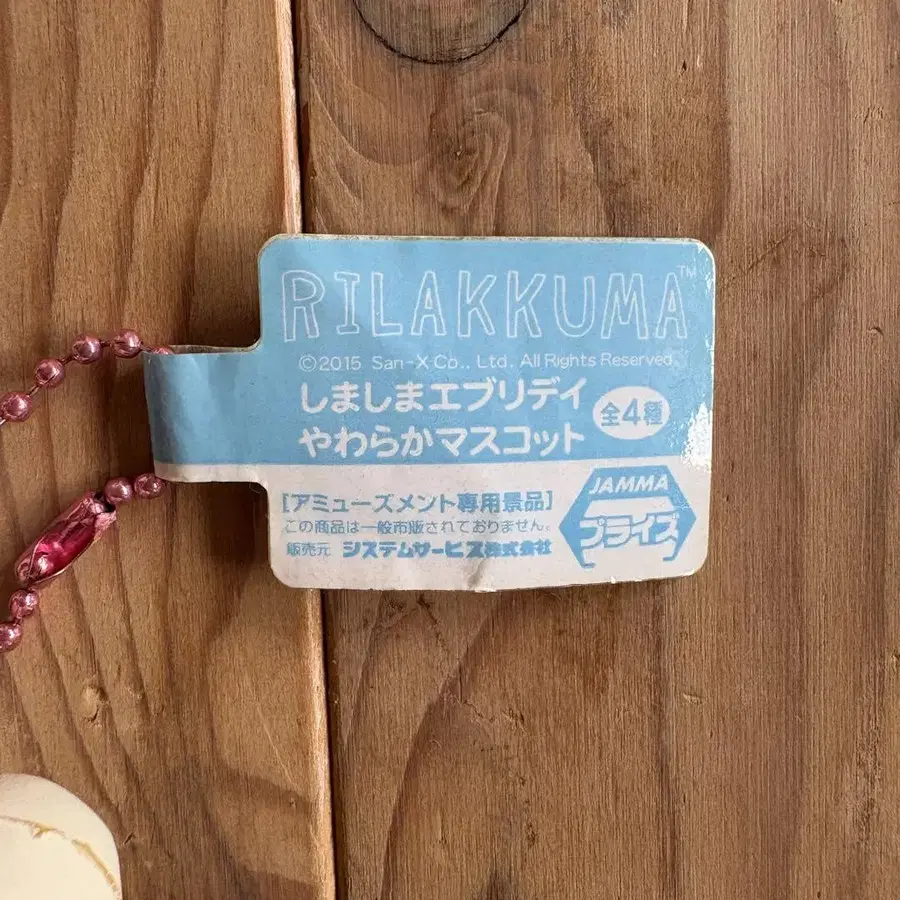 RILAKKUMA™
©2015 San-X Co., Ltd. All Rights Reserved.
しましまエブリデイ
やわらかマスコット
全4種
[アミューズメント専用景品]
この商品は一般市販されておりません。
販売元 システムサービス株式会社
JAMMA
プライズ